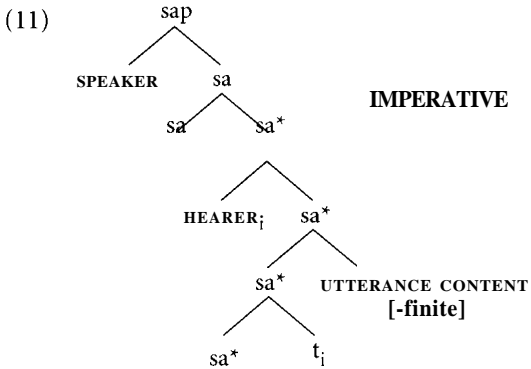 (11)
sap
SPEAKER sa
IMPERATIVE
sa sa*
HEARERi sa*
sa* UTTERANCE CONTENT
[-finite]
sa* ti